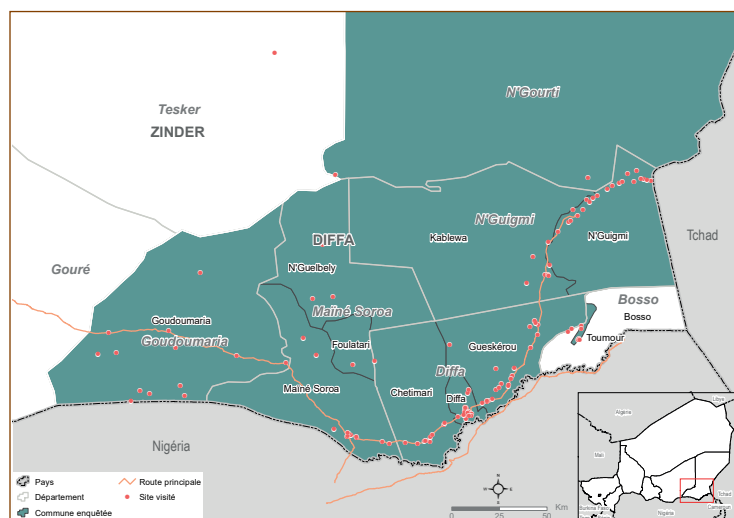 N'Gourti
Tesker
ZINDER
N'Guigmi
Kablewa
N'Guigmi
Tchad
DIFFA
N'Guelbely
Gouré
Bosso
Maïné Soroa
Bosso
Goudoumaria
Goudoumaria
Foulatari
Gueskérou
Toumour
Diffa
Maïné Soroa
Chetimari
Diffa
Nigéria
Libye
Algérie
Mali
Tchad
Burkina Faso
Nigéria
Cameroun
Pays
Route principale
Département
Site visité
Commune enquêtée
Km
0 25 50